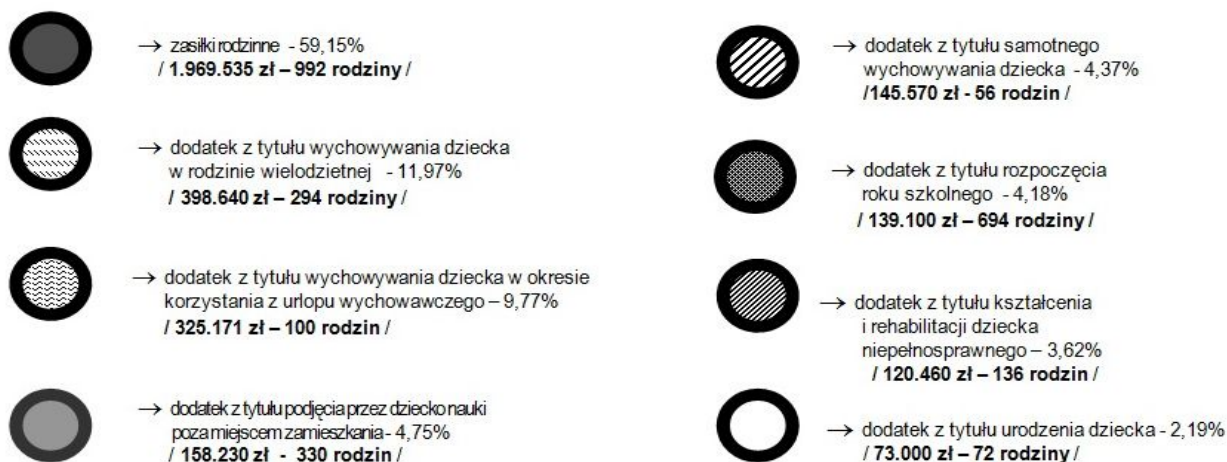 → zasiłki rodzinne - 59,15%
/ 1.969.535 zł – 992 rodziny /
→ dodatek z tytułu wychowywania dziecka
w rodzinie wielodzietnej - 11,97%
/ 398.640 zł – 294 rodziny /
→ dodatek z tytułu wychowywania dziecka w okresie
korzystania z urlopu wychowawczego – 9,77%
/ 325.171 zł – 100 rodzin /
→ dodatek z tytułu podjęcia przez dziecko nauki
poza miejscem zamieszkania - 4,75%
/ 158.230 zł - 330 rodzin /
→ dodatek z tytułu samotnego
wychowywania dziecka - 4,37%
/145.570 zł - 56 rodzin /
→ dodatek z tytułu rozpoczęcia
roku szkolnego - 4,18%
/ 139.100 zł – 694 rodziny /
→ dodatek z tytułu kształcenia
i rehabilitacji dziecka
niepełnosprawnego – 3,62%
/ 120.460 zł – 136 rodzin /
→ dodatek z tytułu urodzenia dziecka - 2,19%
/ 73.000 zł – 72 rodziny /